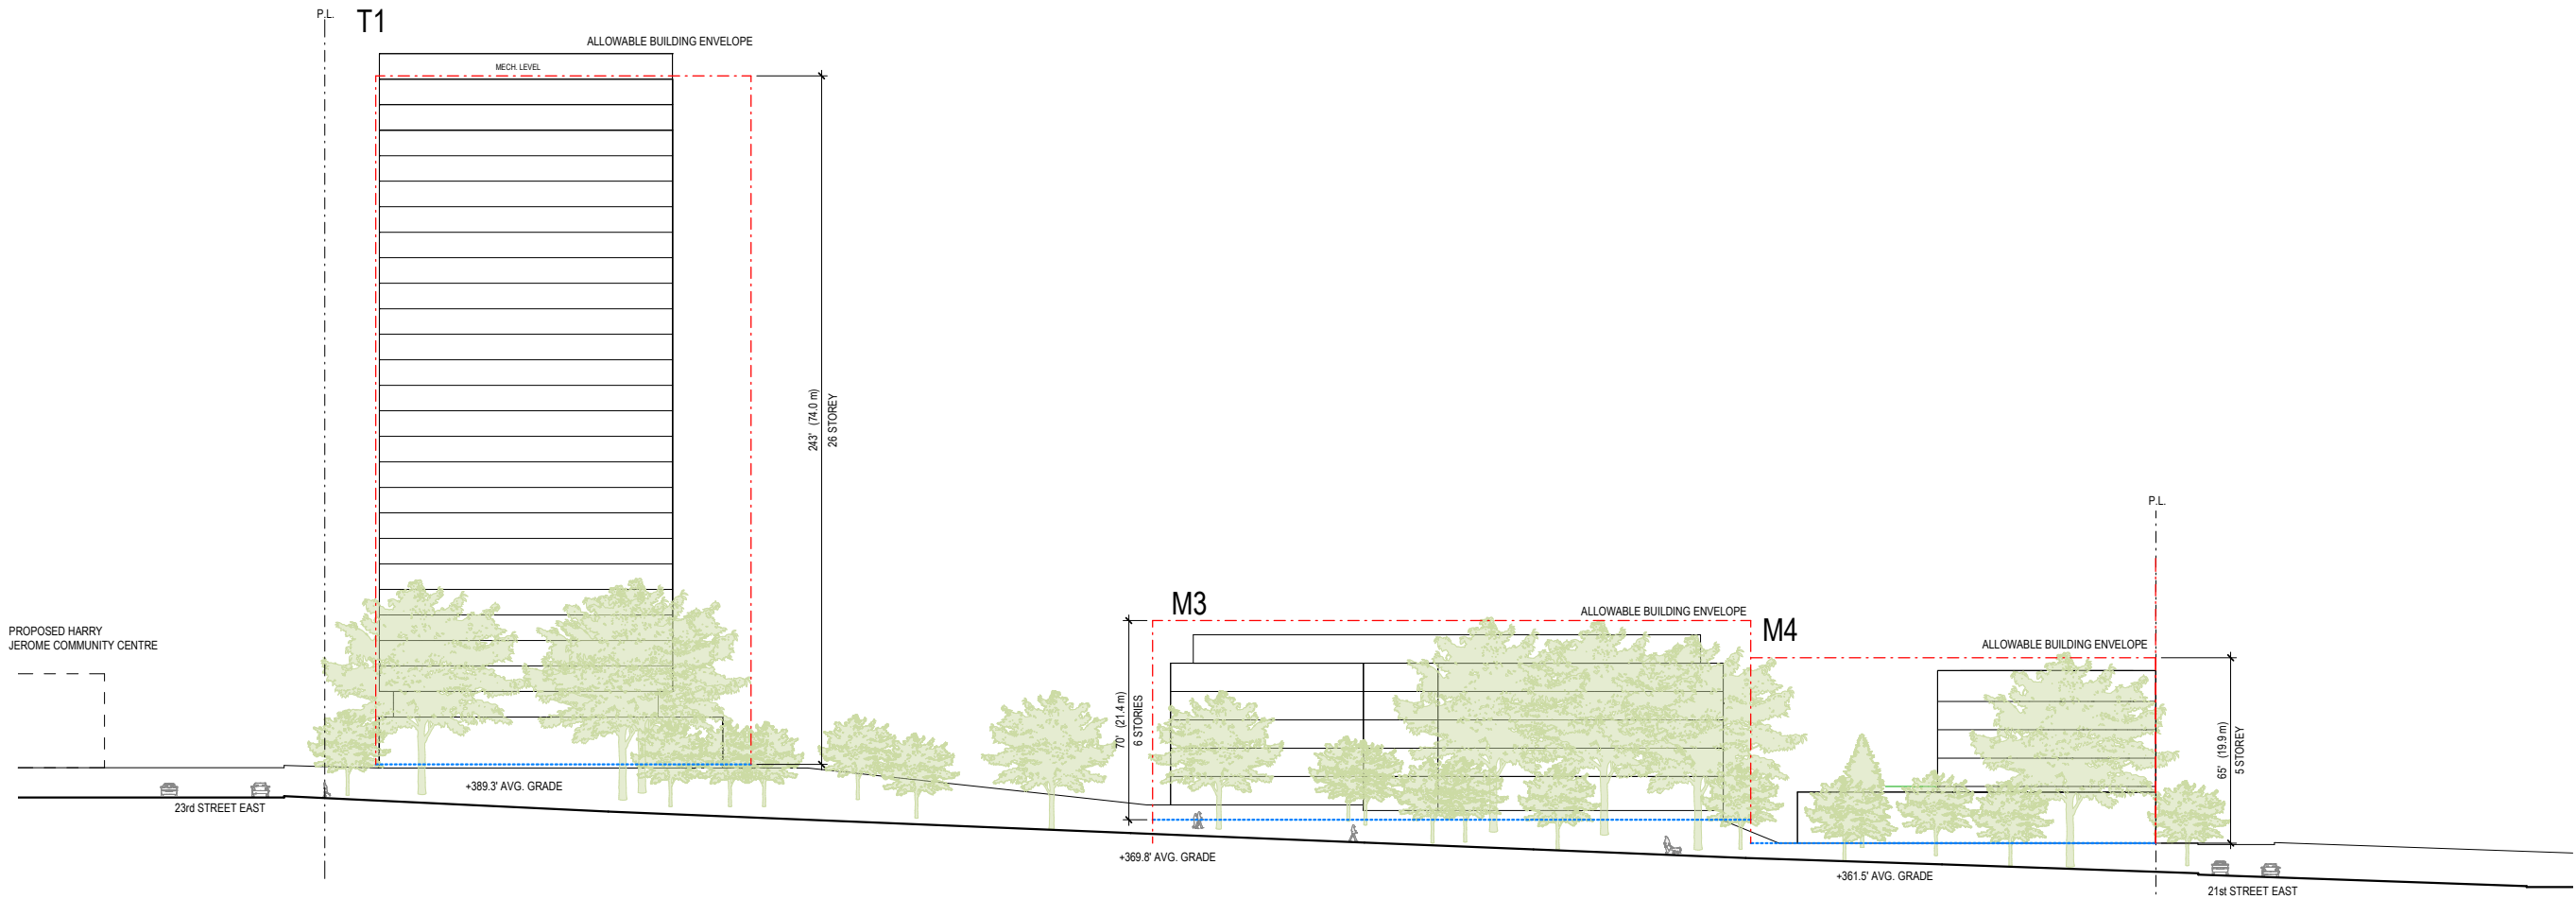 P.L.
T1
ALLOWABLE BUILDING ENVELOPE
MECH. LEVEL
243' (74.0 m)
26 STOREY
PROPOSED HARRY
JEROME COMMUNITY CENTRE
23rd STREET EAST
+389.3' AVG. GRADE
M3
ALLOWABLE BUILDING ENVELOPE
70' (21.4 m)
6 STORIES
+369.8' AVG. GRADE
M4
P.L.
ALLOWABLE BUILDING ENVELOPE
65' (19.9 m)
5 STOREY
+361.5' AVG. GRADE
21st STREET EAST